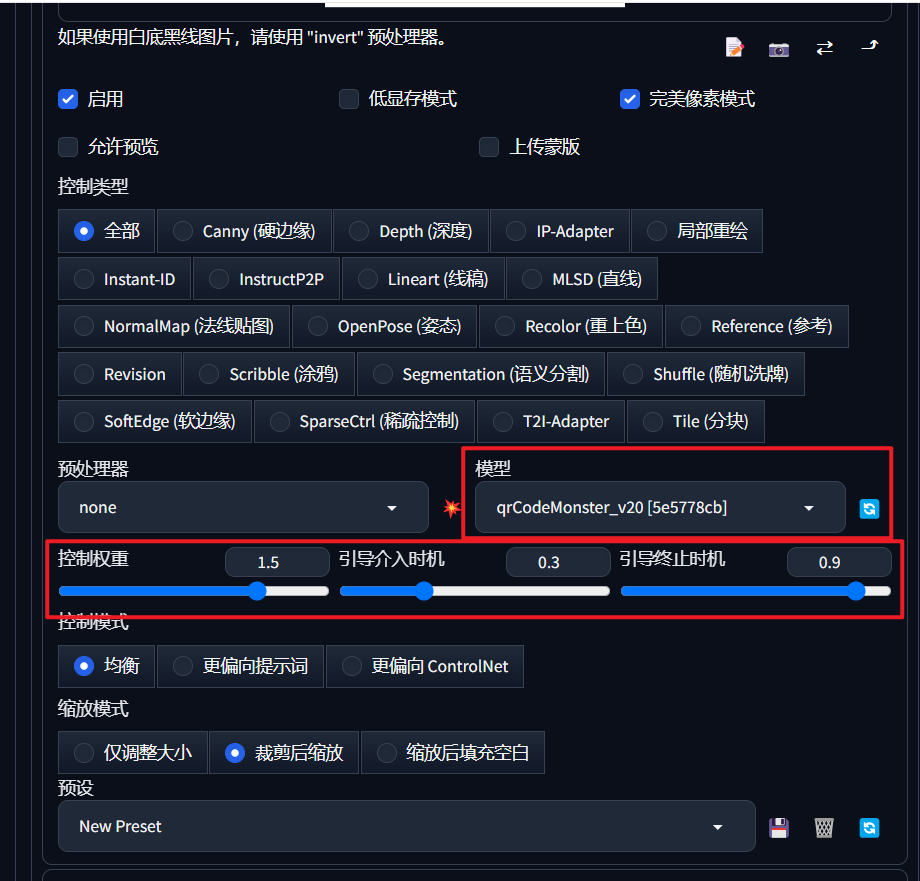 如果使用白底黑线图片，请使用 "invert" 预处理器。
启用 低显存模式 完美像素模式
允许预览 上传蒙版
控制类型
全部 Canny (硬边缘) Depth (深度) IP-Adapter 局部重绘
Instant-ID InstructP2P Lineart (线稿) MLSD (直线)
NormalMap (法线贴图) OpenPose (姿态) Recolor (重上色) Reference (参考)
Revision Scribble (涂鸦) Segmentation (语义分割) Shuffle (随机洗牌)
SoftEdge (软边缘) SparseCtrl (稀疏控制) T2I-Adapter Tile (分块)
预处理器 模型
none qrCodeMonster_v20 [5e5778cb]
控制权重 1.5 引导介入时机 0.3 引导终止时机 0.9
控制模式
均衡 更偏向提示词 更偏向 ControlNet
缩放模式
仅调整大小 裁剪后缩放 缩放后填充空白
预设
New Preset